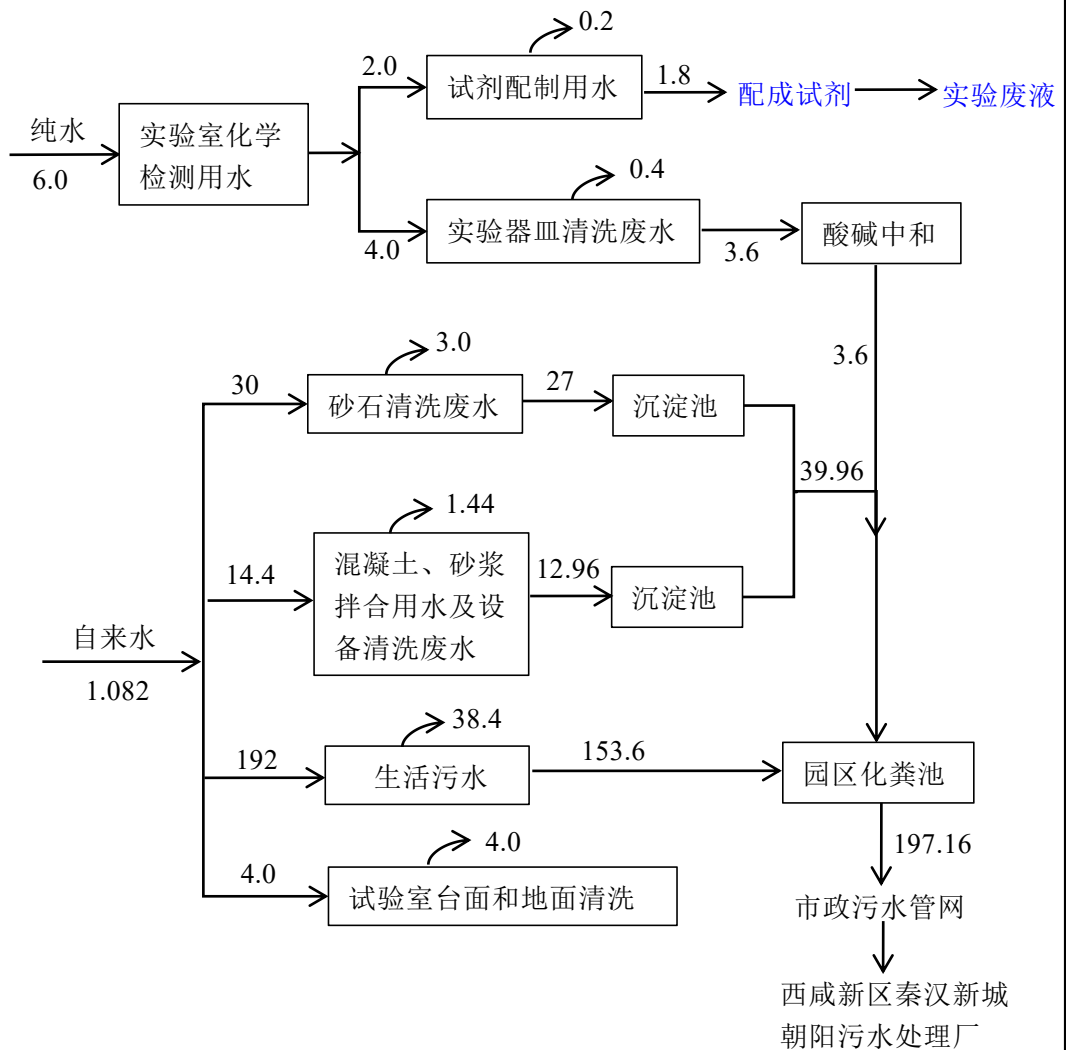 0.2
2.0
试剂配制用水
1.8
配成试剂
实验废液
纯水
6.0
实验室化学
检测用水
0.4
4.0
实验器皿清洗废水
3.6
酸碱中和
3.6
3.0
30
砂石清洗废水
27
沉淀池
39.96
1.44
14.4
混凝土、砂浆
拌合用水及设
备清洗废水
12.96
沉淀池
自来水
1.082
38.4
192
生活污水
153.6
园区化粪池
4.0
4.0
试验室台面和地面清洗
197.16
市政污水管网
西咸新区秦汉新城
朝阳污水处理厂